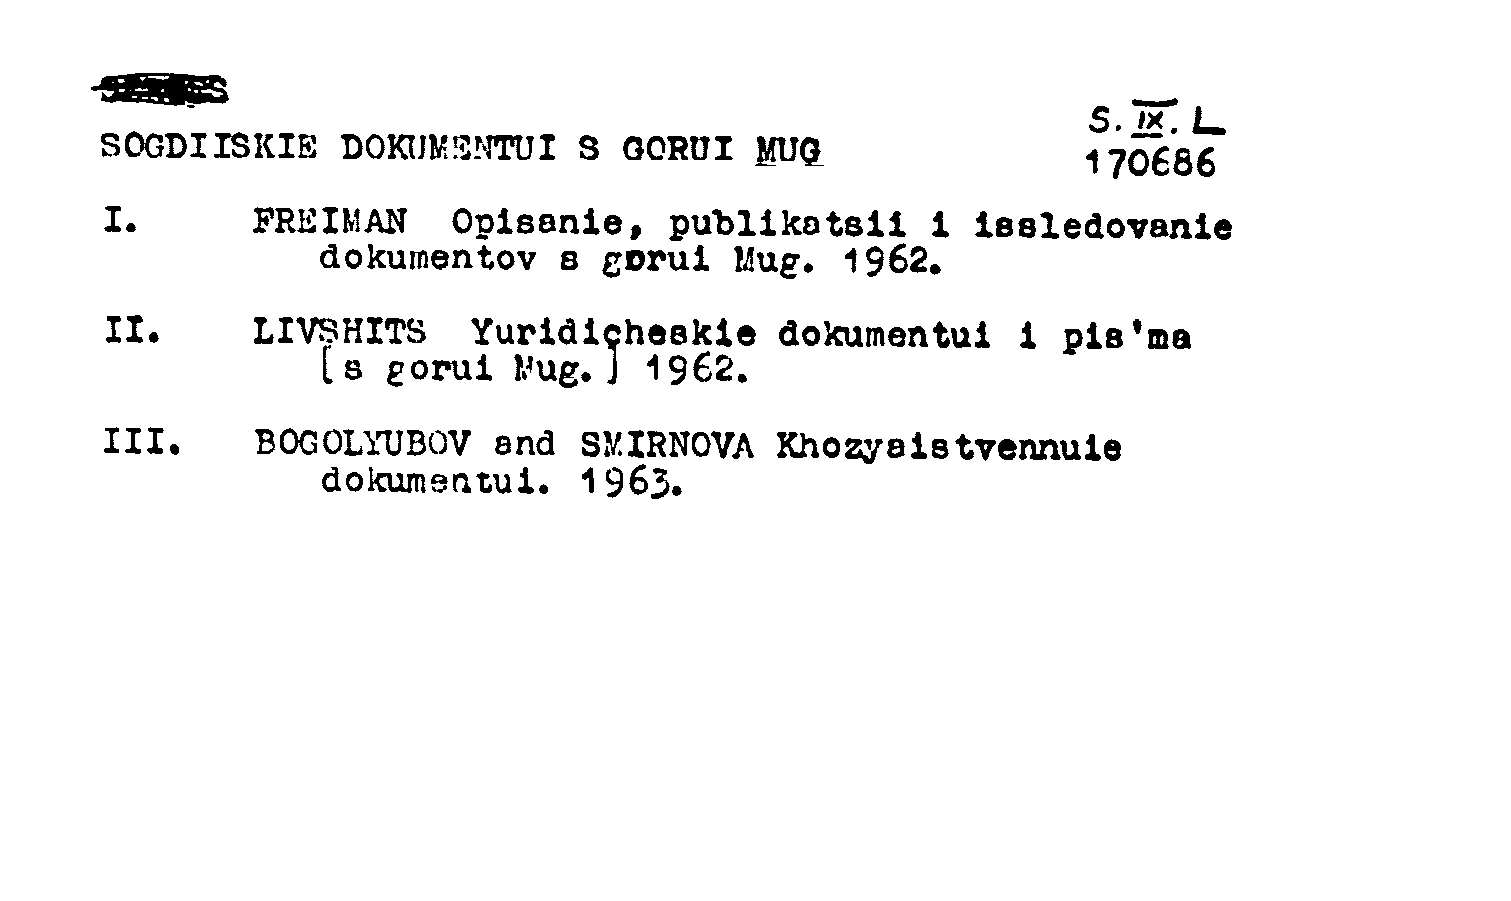 S. IX. L
SOGDIISKIE DOKUMENTUI S GORUI MUG
170686
I. FREIMAN Opisanie, publikatsii i issledovanie
dokumentov s gorui Mug. 1962.
II. LIVSHITS Yuridicheskie dokumentui i pis'ma
[s gorui Mug.] 1962.
III. BOGOLYUBOV and SMIRNOVA Khozyaistvennuie
dokumentui. 1963.